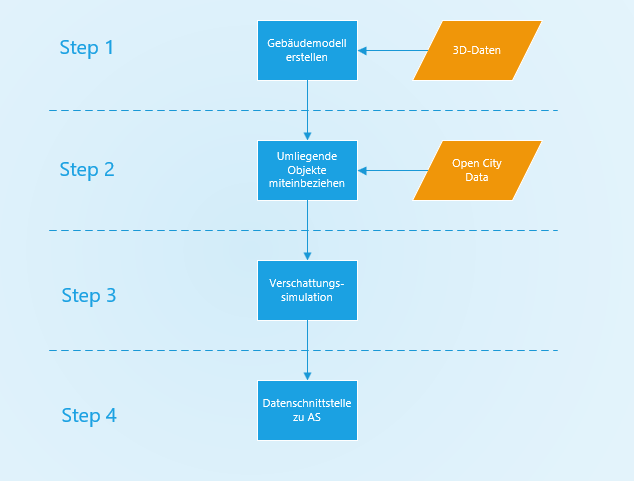 Step 1
Gebäudemodell
erstellen
3D-Daten
Step 2
Umliegende
Objekte
miteinbeziehen
Open City
Data
Step 3
Verschattungs-
simulation
Step 4
Datenschnittstelle
zu AS